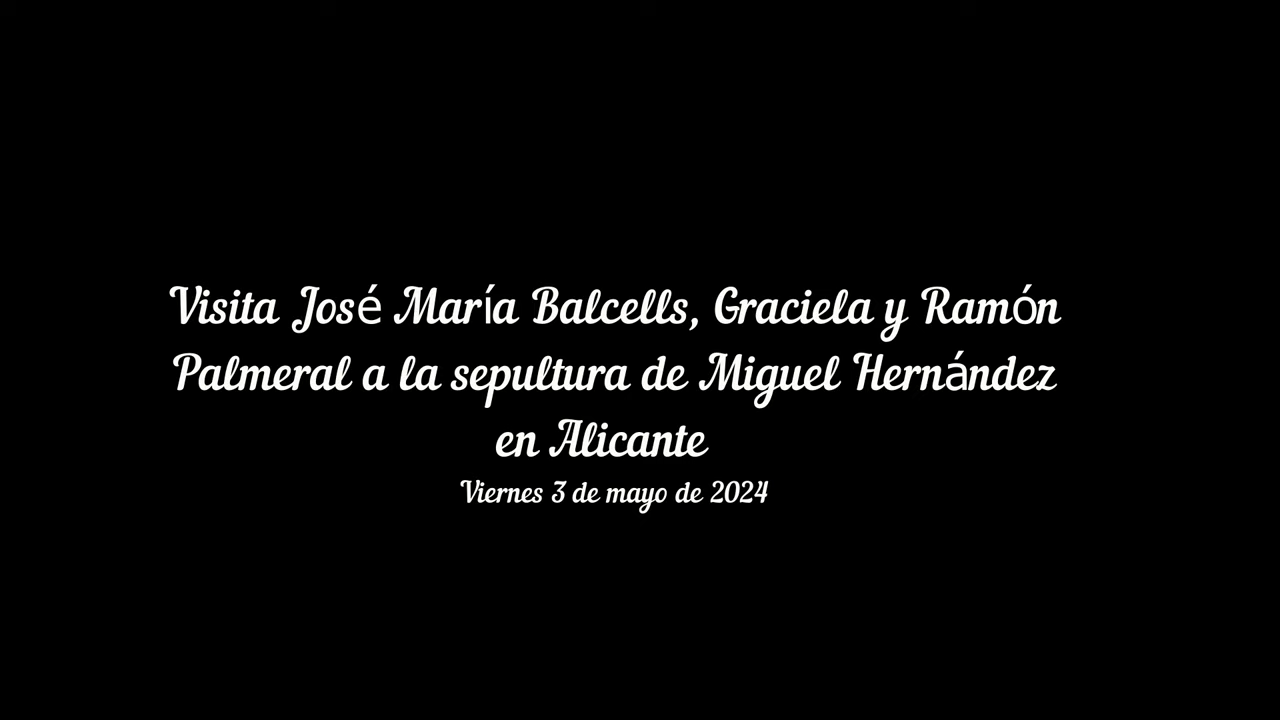 Visita José María Balcells, Graciela y Ramón
Palmeral a la sepultura de Miguel Hernández
en Alicante
Viernes 3 de mayo de 2024